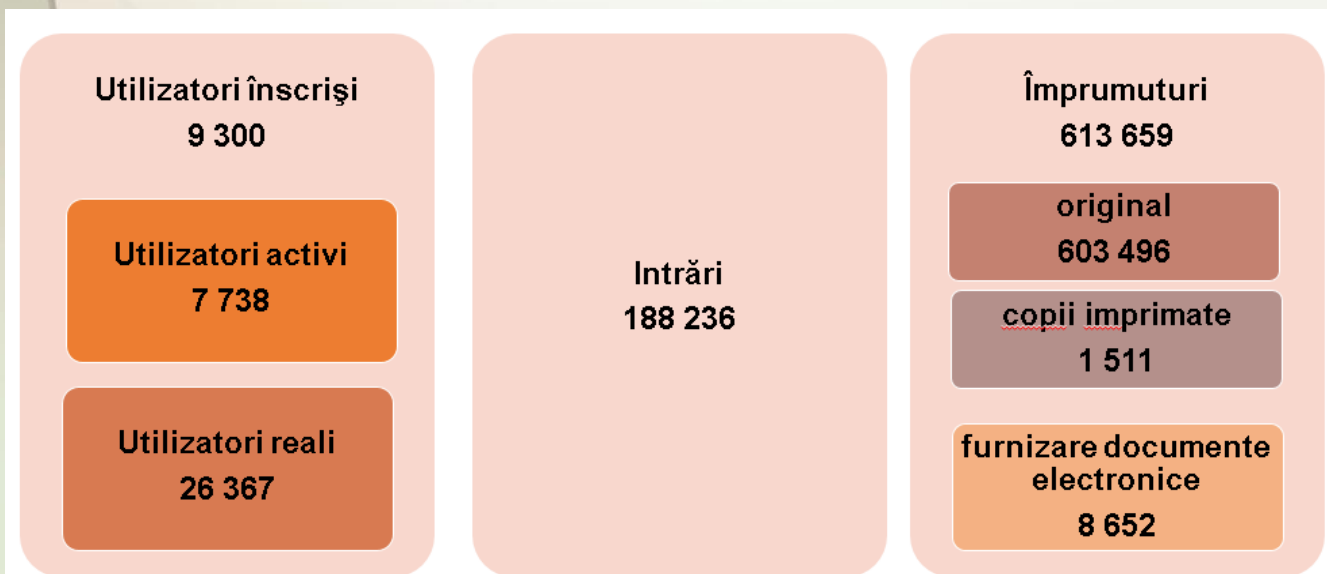 Utilizatori înscrişi
9 300
Utilizatori activi
7 738
Utilizatori reali
26 367
Intrări
188 236
Împrumuturi
613 659
original
603 496
copii imprimate
1 511
furnizare documente
electronice
8 652